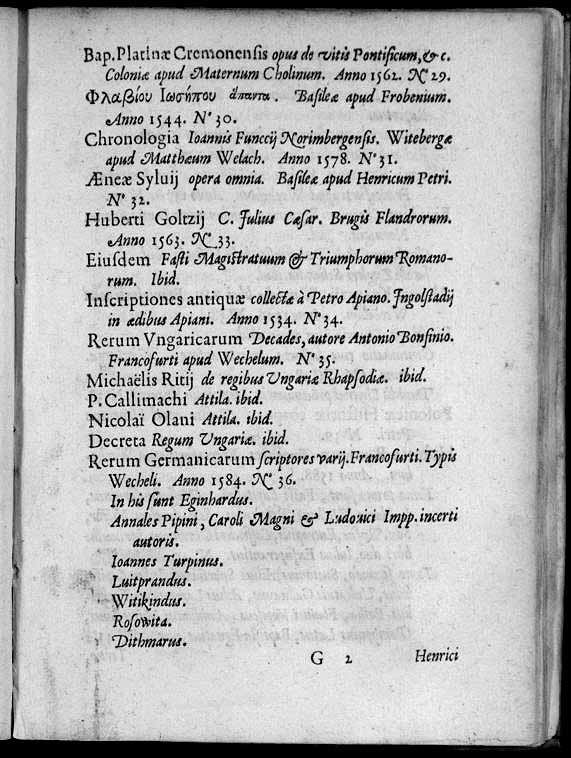 Bap. Platinæ Cremonensis opus de vitis Pontificum, & c.
Coloniæ apud Maternum Cholinum. Anno 1562. N° 29.
Φλαβίου Ιωσήπου ἅπαντα. Basileæ apud Frobenium.
Anno 1544. N° 30.
Chronologia Ioannis Funccij Norimbergensis. Witebergæ
apud Matthæum Welach. Anno 1578. N° 31.
Æneæ Syluij opera omnia. Basileæ apud Henricum Petri.
N° 32.
Huberti Goltzij C. Julius Cæsar. Brugis Flandrorum.
Anno 1563. N° 33.
Eiusdem Fasti Magistratuum & Triumphorum Romano-
rum. Ibid.
Inscriptiones antiquæ collectæ à Petro Apiano. Jngolstadij
in ædibus Apiani. Anno 1534. N° 34.
Rerum Vngaricarum Decades, autore Antonio Bonfinio.
Francofurti apud Wechelum. N° 35.
Michaëlis Ritij de regibus Vngariæ Rhapsodiæ. ibid.
P. Callimachi Attila. ibid.
Nicolaï Olani Attila. ibid.
Decreta Regum Vngariæ. ibid.
Rerum Germanicarum scriptores varij. Francofurti. Typis
Wecheli. Anno 1584. N° 36.
In his sunt Eginhardus.
Annales Pipini, Caroli Magni & Ludouici Impp. incerti
autoris.
Ioannes Turpinus.
Luitprandus.
Witikindus.
Rosowita.
Dithmarus.
G 2 Henrici